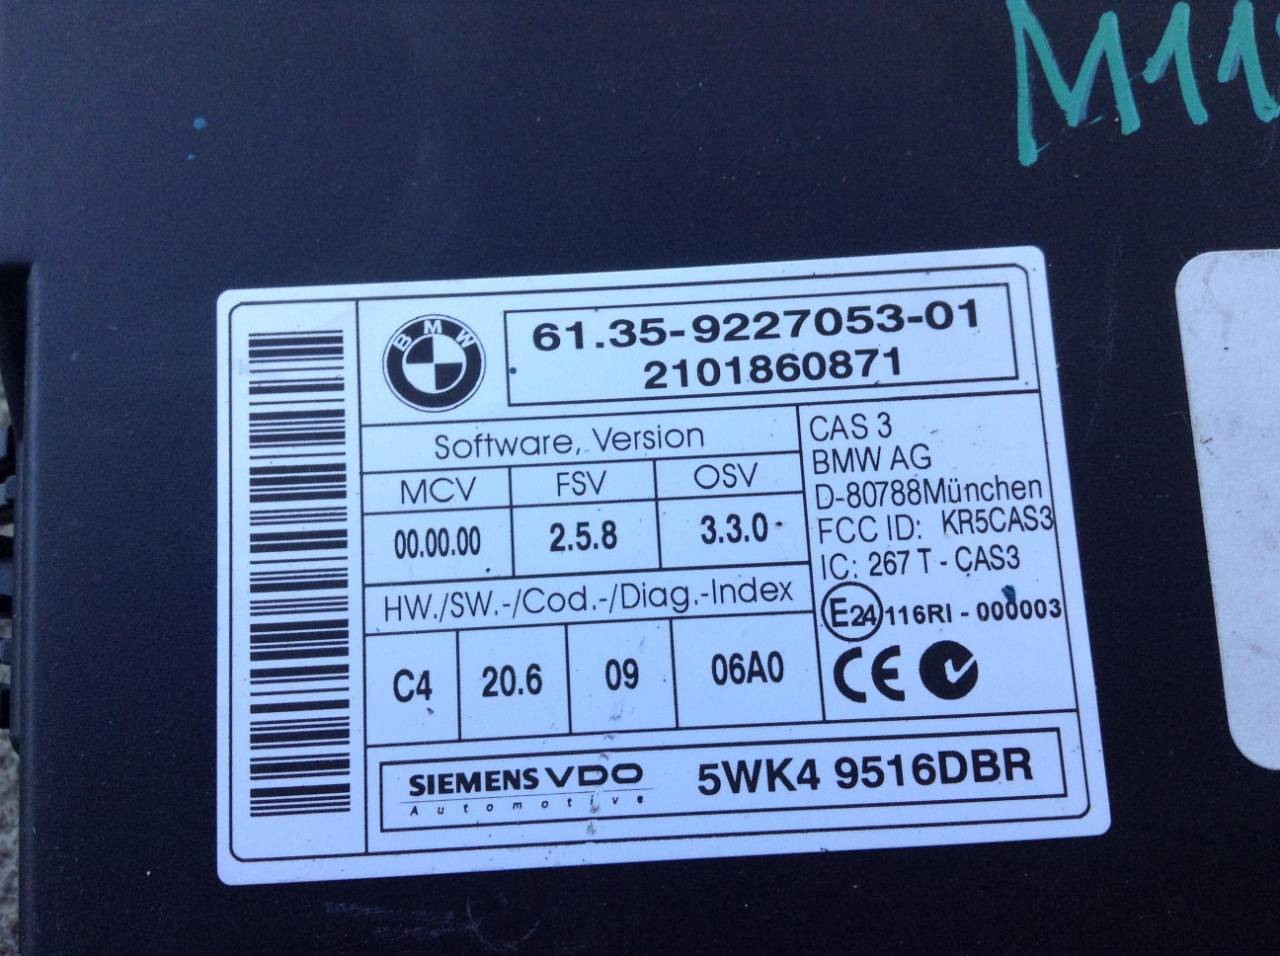 M11
BMW
61.35-9227053-01
2101860871
Software, Version
MCV FSV OSV
00.00.00 2.5.8 3.3.0
HW./SW.-/Cod.-/Diag.-Index
C4 20.6 09 06A0
CAS 3
BMW AG
D-80788München
FCC ID: KR5CAS3
IC: 267 T - CAS3
E24 116RI - 000003
CE
SIEMENS VDO
Automotive
5WK4 9516DBR